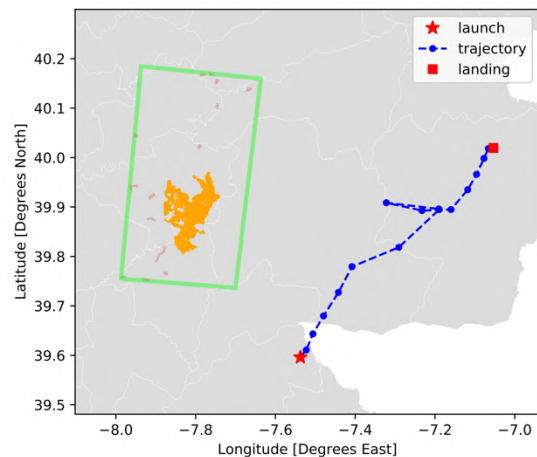 launch
trajectory
landing
40.2
40.1
40.0
39.9
39.8
39.7
39.6
39.5
Latitude [Degrees North]
−8.0 −7.8 −7.6 −7.4 −7.2 −7.0
Longitude [Degrees East]